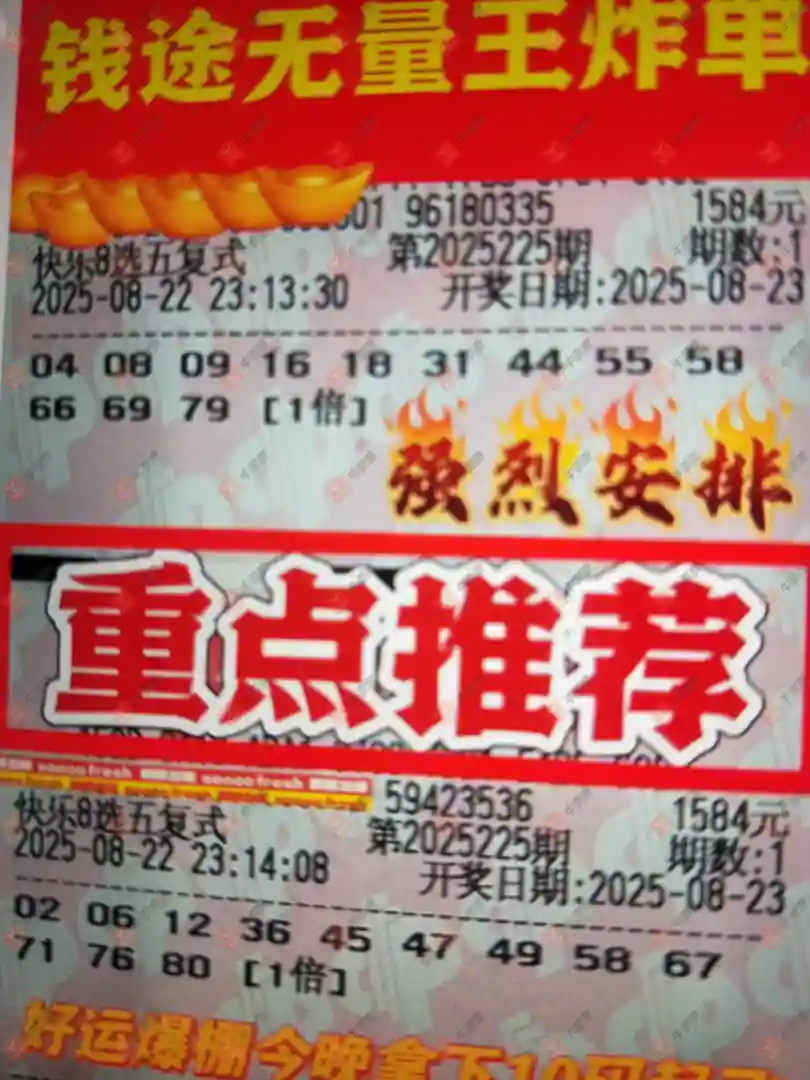 钱途无量王炸单
96180335 1584元
快乐8选五复式 第2025225期 期数:1
2025-08-22 23:13:30 开奖日期:2025-08-23
04 08 09 16 18 31 44 55 58
66 69 79 [1倍]
强烈安排
重点推荐
59423536 1584元
快乐8选五复式 第2025225期 期数:1
2025-08-22 23:14:08 开奖日期:2025-08-23
02 06 12 36 45 47 49 58 67
71 76 80 [1倍]
好运爆棚今晚拿下10码